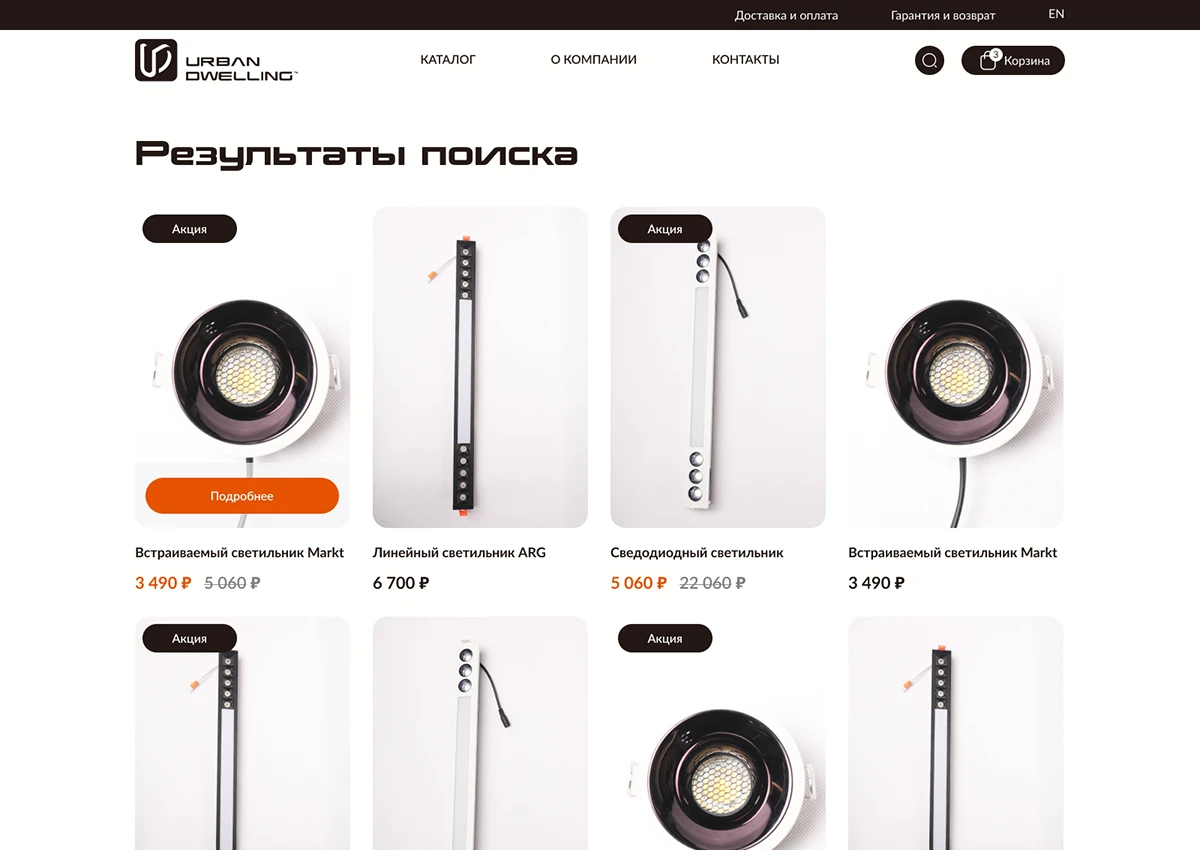 Доставка и оплата Гарантия и возврат EN
URBAN
DWELLING™
КАТАЛОГ О КОМПАНИИ КОНТАКТЫ 3 Корзина
Результаты поиска
Акция
Акция
Подробнее
Встраиваемый светильник Markt
3 490 ₽ 5 060 ₽
Линейный светильник ARG
6 700 ₽
Сведодиодный светильник
5 060 ₽ 22 060 ₽
Встраиваемый светильник Markt
3 490 ₽
Акция
Акция